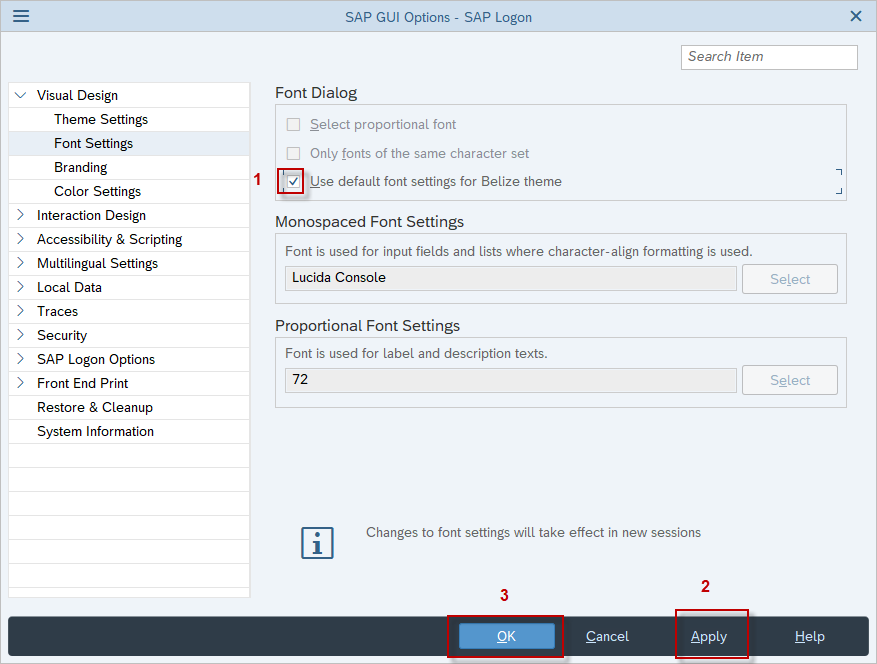 SAP GUI Options - SAP Logon
Search Item
Visual Design
Theme Settings
Font Settings
Branding
Color Settings
Interaction Design
Accessibility & Scripting
Multilingual Settings
Local Data
Traces
Security
SAP Logon Options
Front End Print
Restore & Cleanup
System Information
Font Dialog
Select proportional font
Only fonts of the same character set
1
Use default font settings for Belize theme
Monospaced Font Settings
Font is used for input fields and lists where character-align formatting is used.
Lucida Console
Select
Proportional Font Settings
Font is used for label and description texts.
72
Select
Changes to font settings will take effect in new sessions
3
2
OK
Cancel
Apply
Help